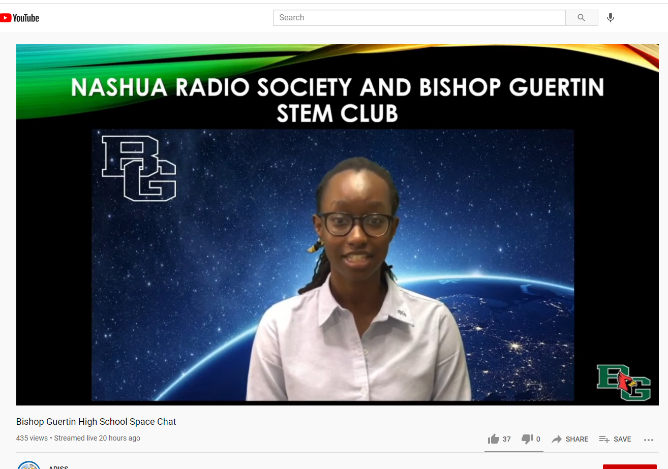 YouTube
Search
NASHUA RADIO SOCIETY AND BISHOP GUERTIN
STEM CLUB
BG
BG
Bishop Guertin High School Space Chat
435 views • Streamed live 20 hours ago
37
0
SHARE
SAVE
ARISS